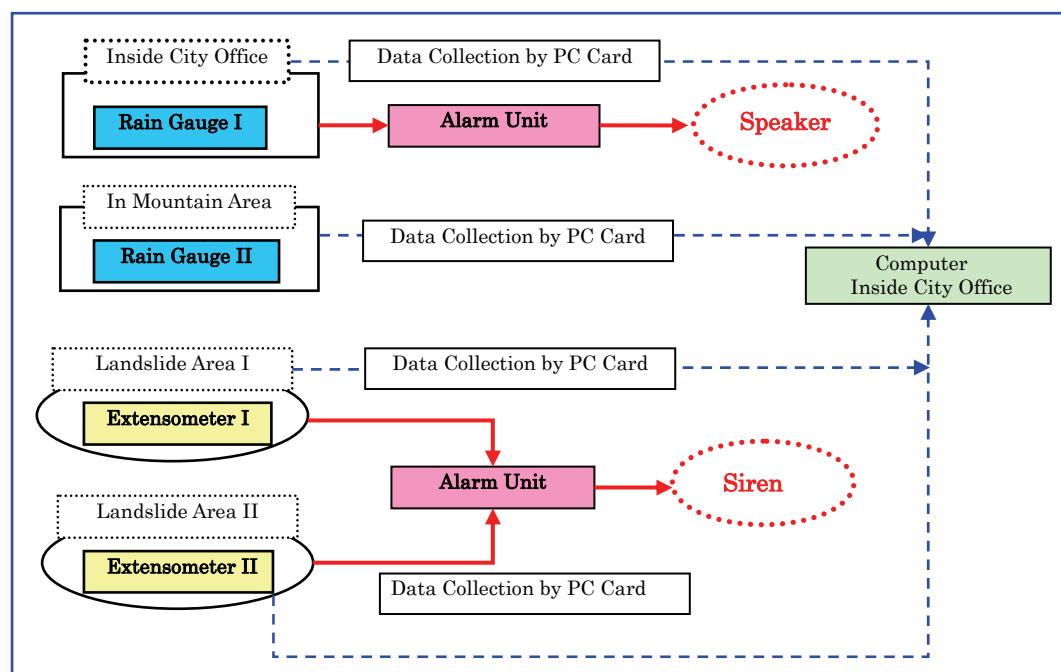 Inside City Office
Data Collection by PC Card
Rain Gauge I
Alarm Unit
Speaker
In Mountain Area
Data Collection by PC Card
Rain Gauge II
Computer
Inside City Office
Landslide Area I
Data Collection by PC Card
Extensometer I
Alarm Unit
Siren
Landslide Area II
Extensometer II
Data Collection by PC Card